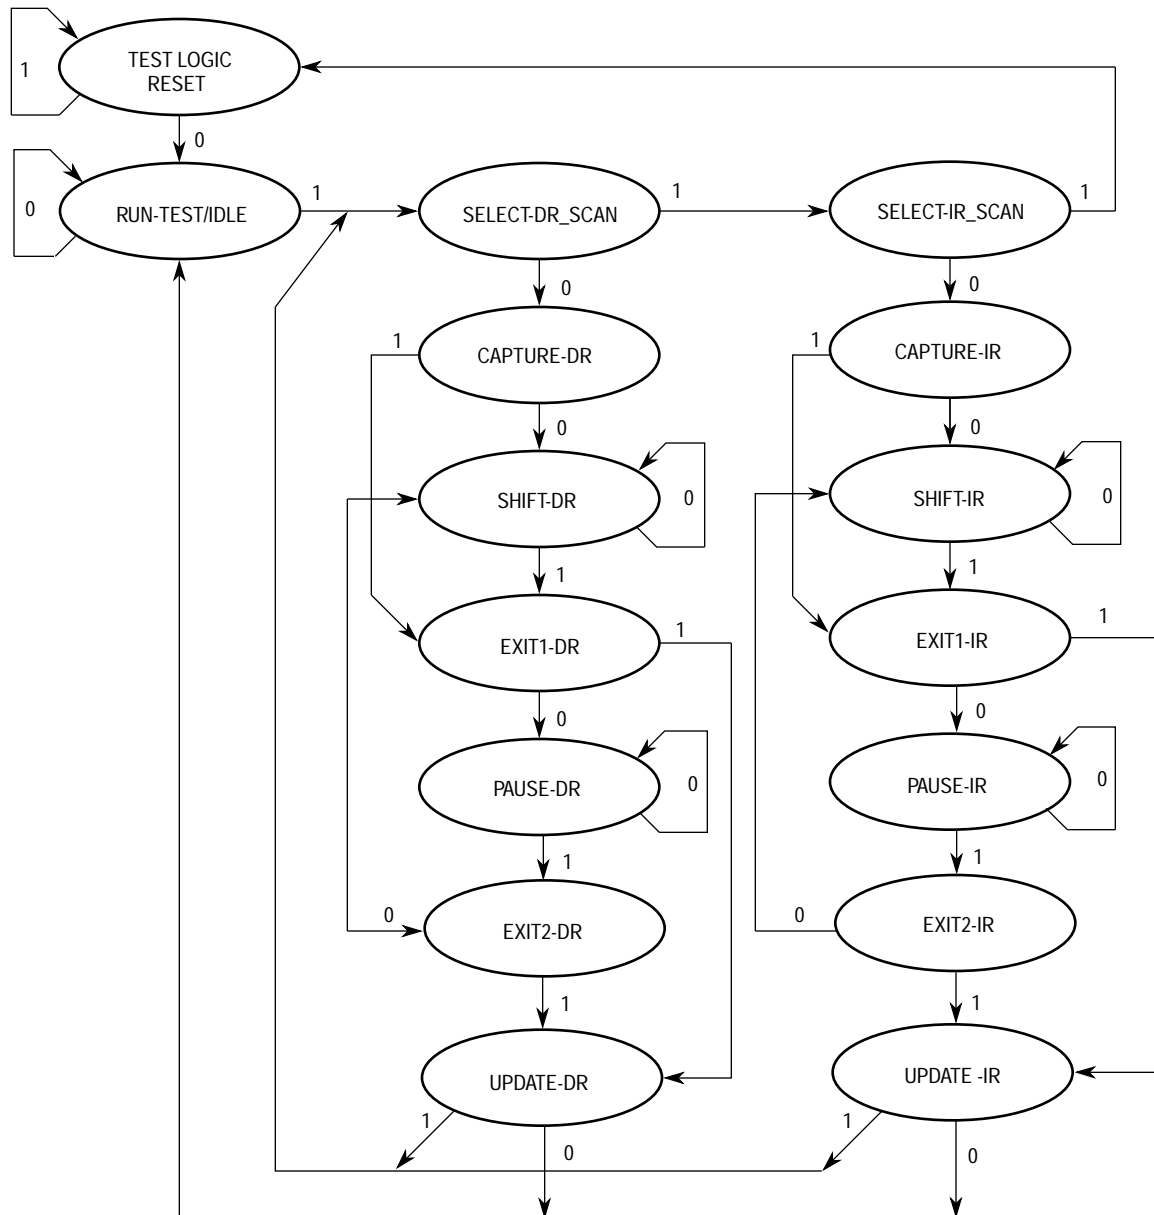 TEST LOGIC
RESET
1
0
RUN-TEST/IDLE
0
1
SELECT-DR_SCAN
1
SELECT-IR_SCAN
1
0
0
CAPTURE-DR
1
CAPTURE-IR
1
0
0
SHIFT-DR
0
SHIFT-IR
0
1
1
EXIT1-DR
1
EXIT1-IR
1
0
0
PAUSE-DR
0
PAUSE-IR
0
1
1
EXIT2-DR
0
EXIT2-IR
0
1
1
UPDATE-DR
UPDATE -IR
1
0
1
0